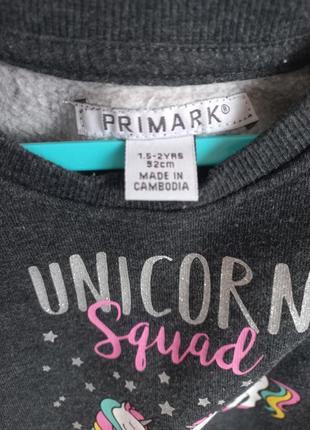 PRIMARK®
1.5-2YRS
92cm
MADE IN
CAMBODIA
UNICORN
Squad